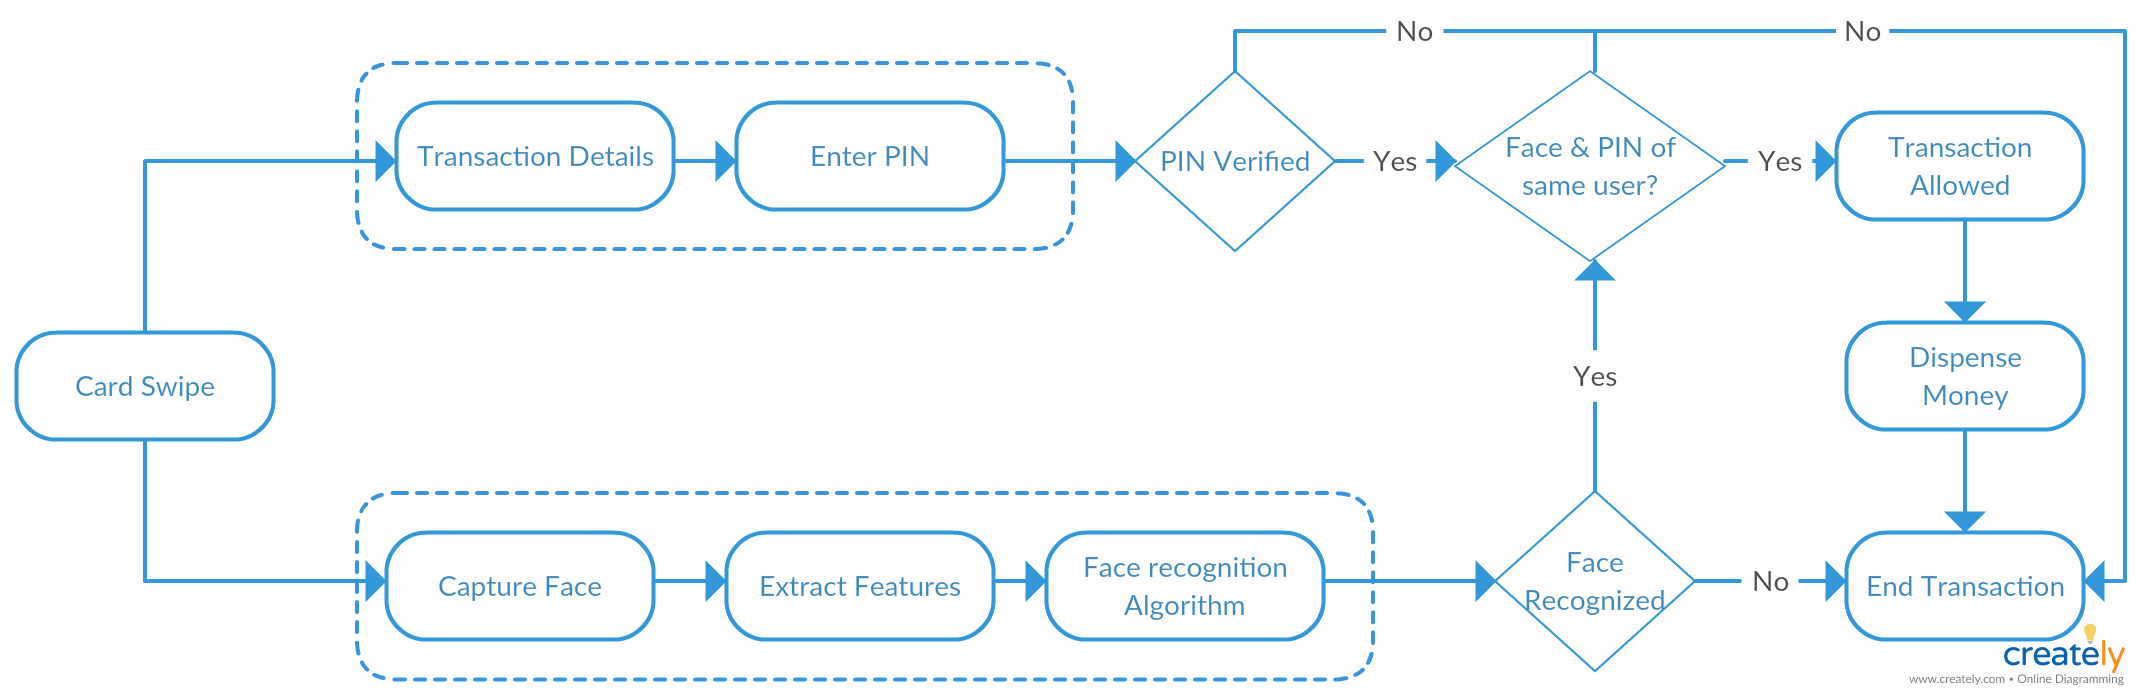 No
No
Transaction Details
Enter PIN
PIN Verified
Yes
Face & PIN of
same user?
Yes
Transaction
Allowed
Card Swipe
Yes
Dispense
Money
Capture Face
Extract Features
Face recognition
Algorithm
Face
Recognized
No
End Transaction
creately
www.creately.com • Online Diagramming